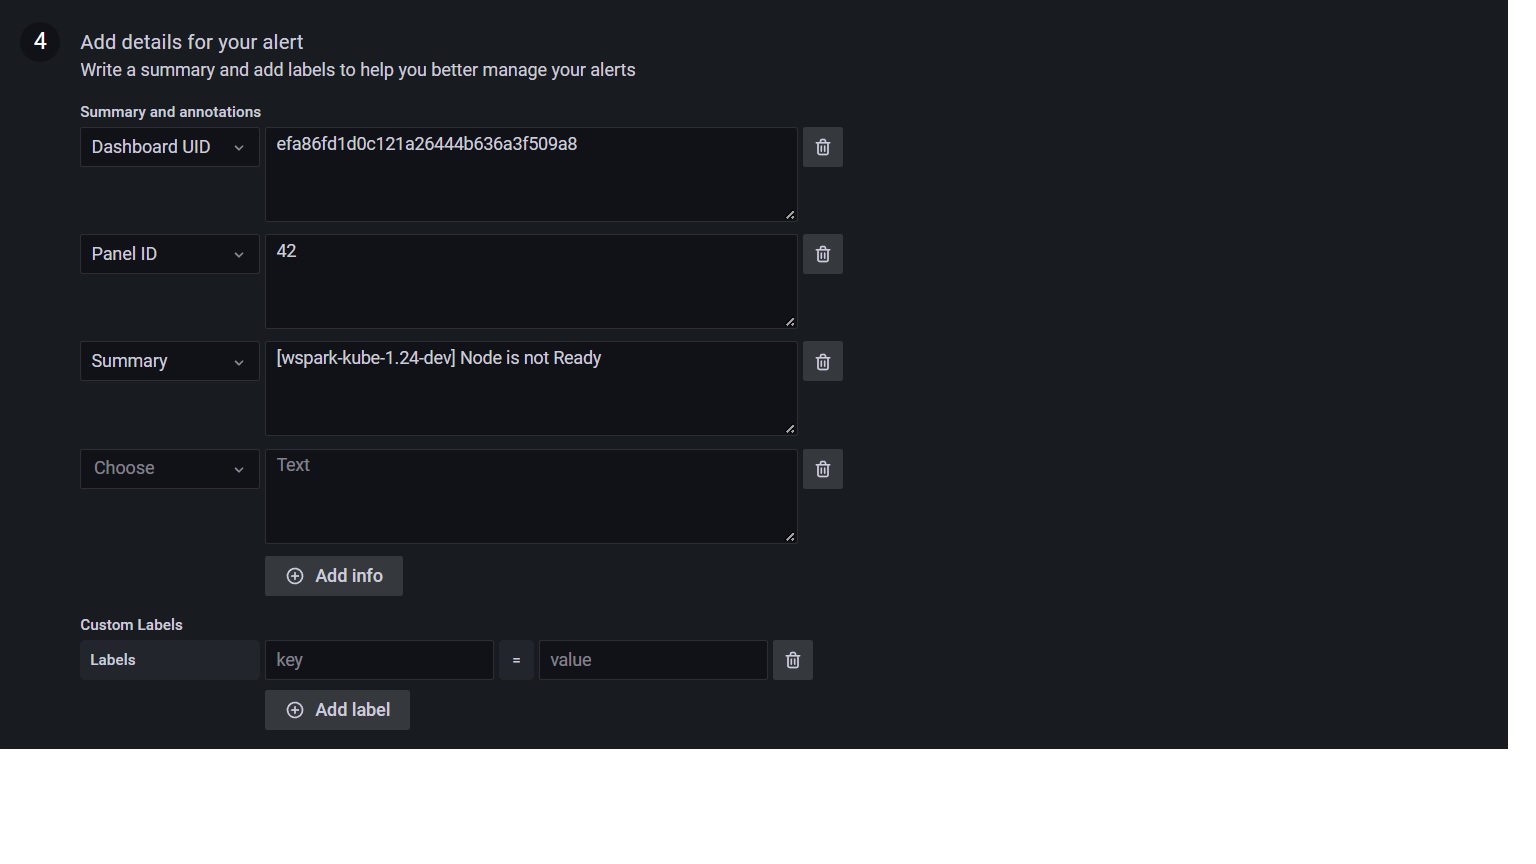 4
Add details for your alert
Write a summary and add labels to help you better manage your alerts
Summary and annotations
Dashboard UID
efa86fd1d0c121a26444b636a3f509a8
Panel ID
42
Summary
[wspark-kube-1.24-dev] Node is not Ready
Choose
Text
Add info
Custom Labels
Labels
key
=
value
Add label